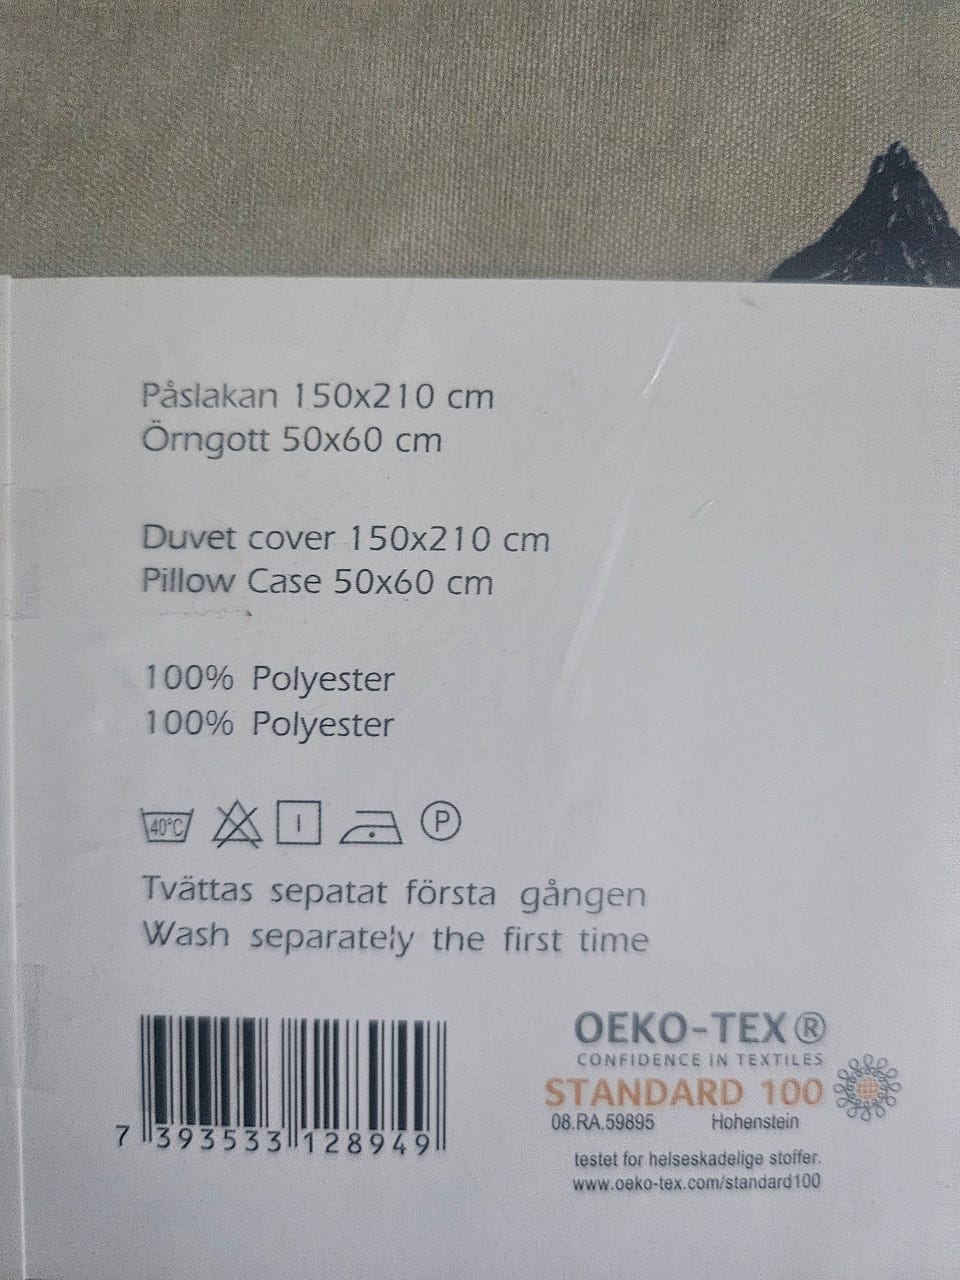 Påslakan 150x210 cm
Örngott 50x60 cm
Duvet cover 150x210 cm
Pillow Case 50x60 cm
100% Polyester
100% Polyester
40°C P
Tvättas sepatat första gången
Wash separately the first time
OEKO-TEX®
CONFIDENCE IN TEXTILES
STANDARD 100
08.RA.59895 Hohenstein
testet for helseskadelige stoffer.
www.oeko-tex.com/standard100
7 393533 128949